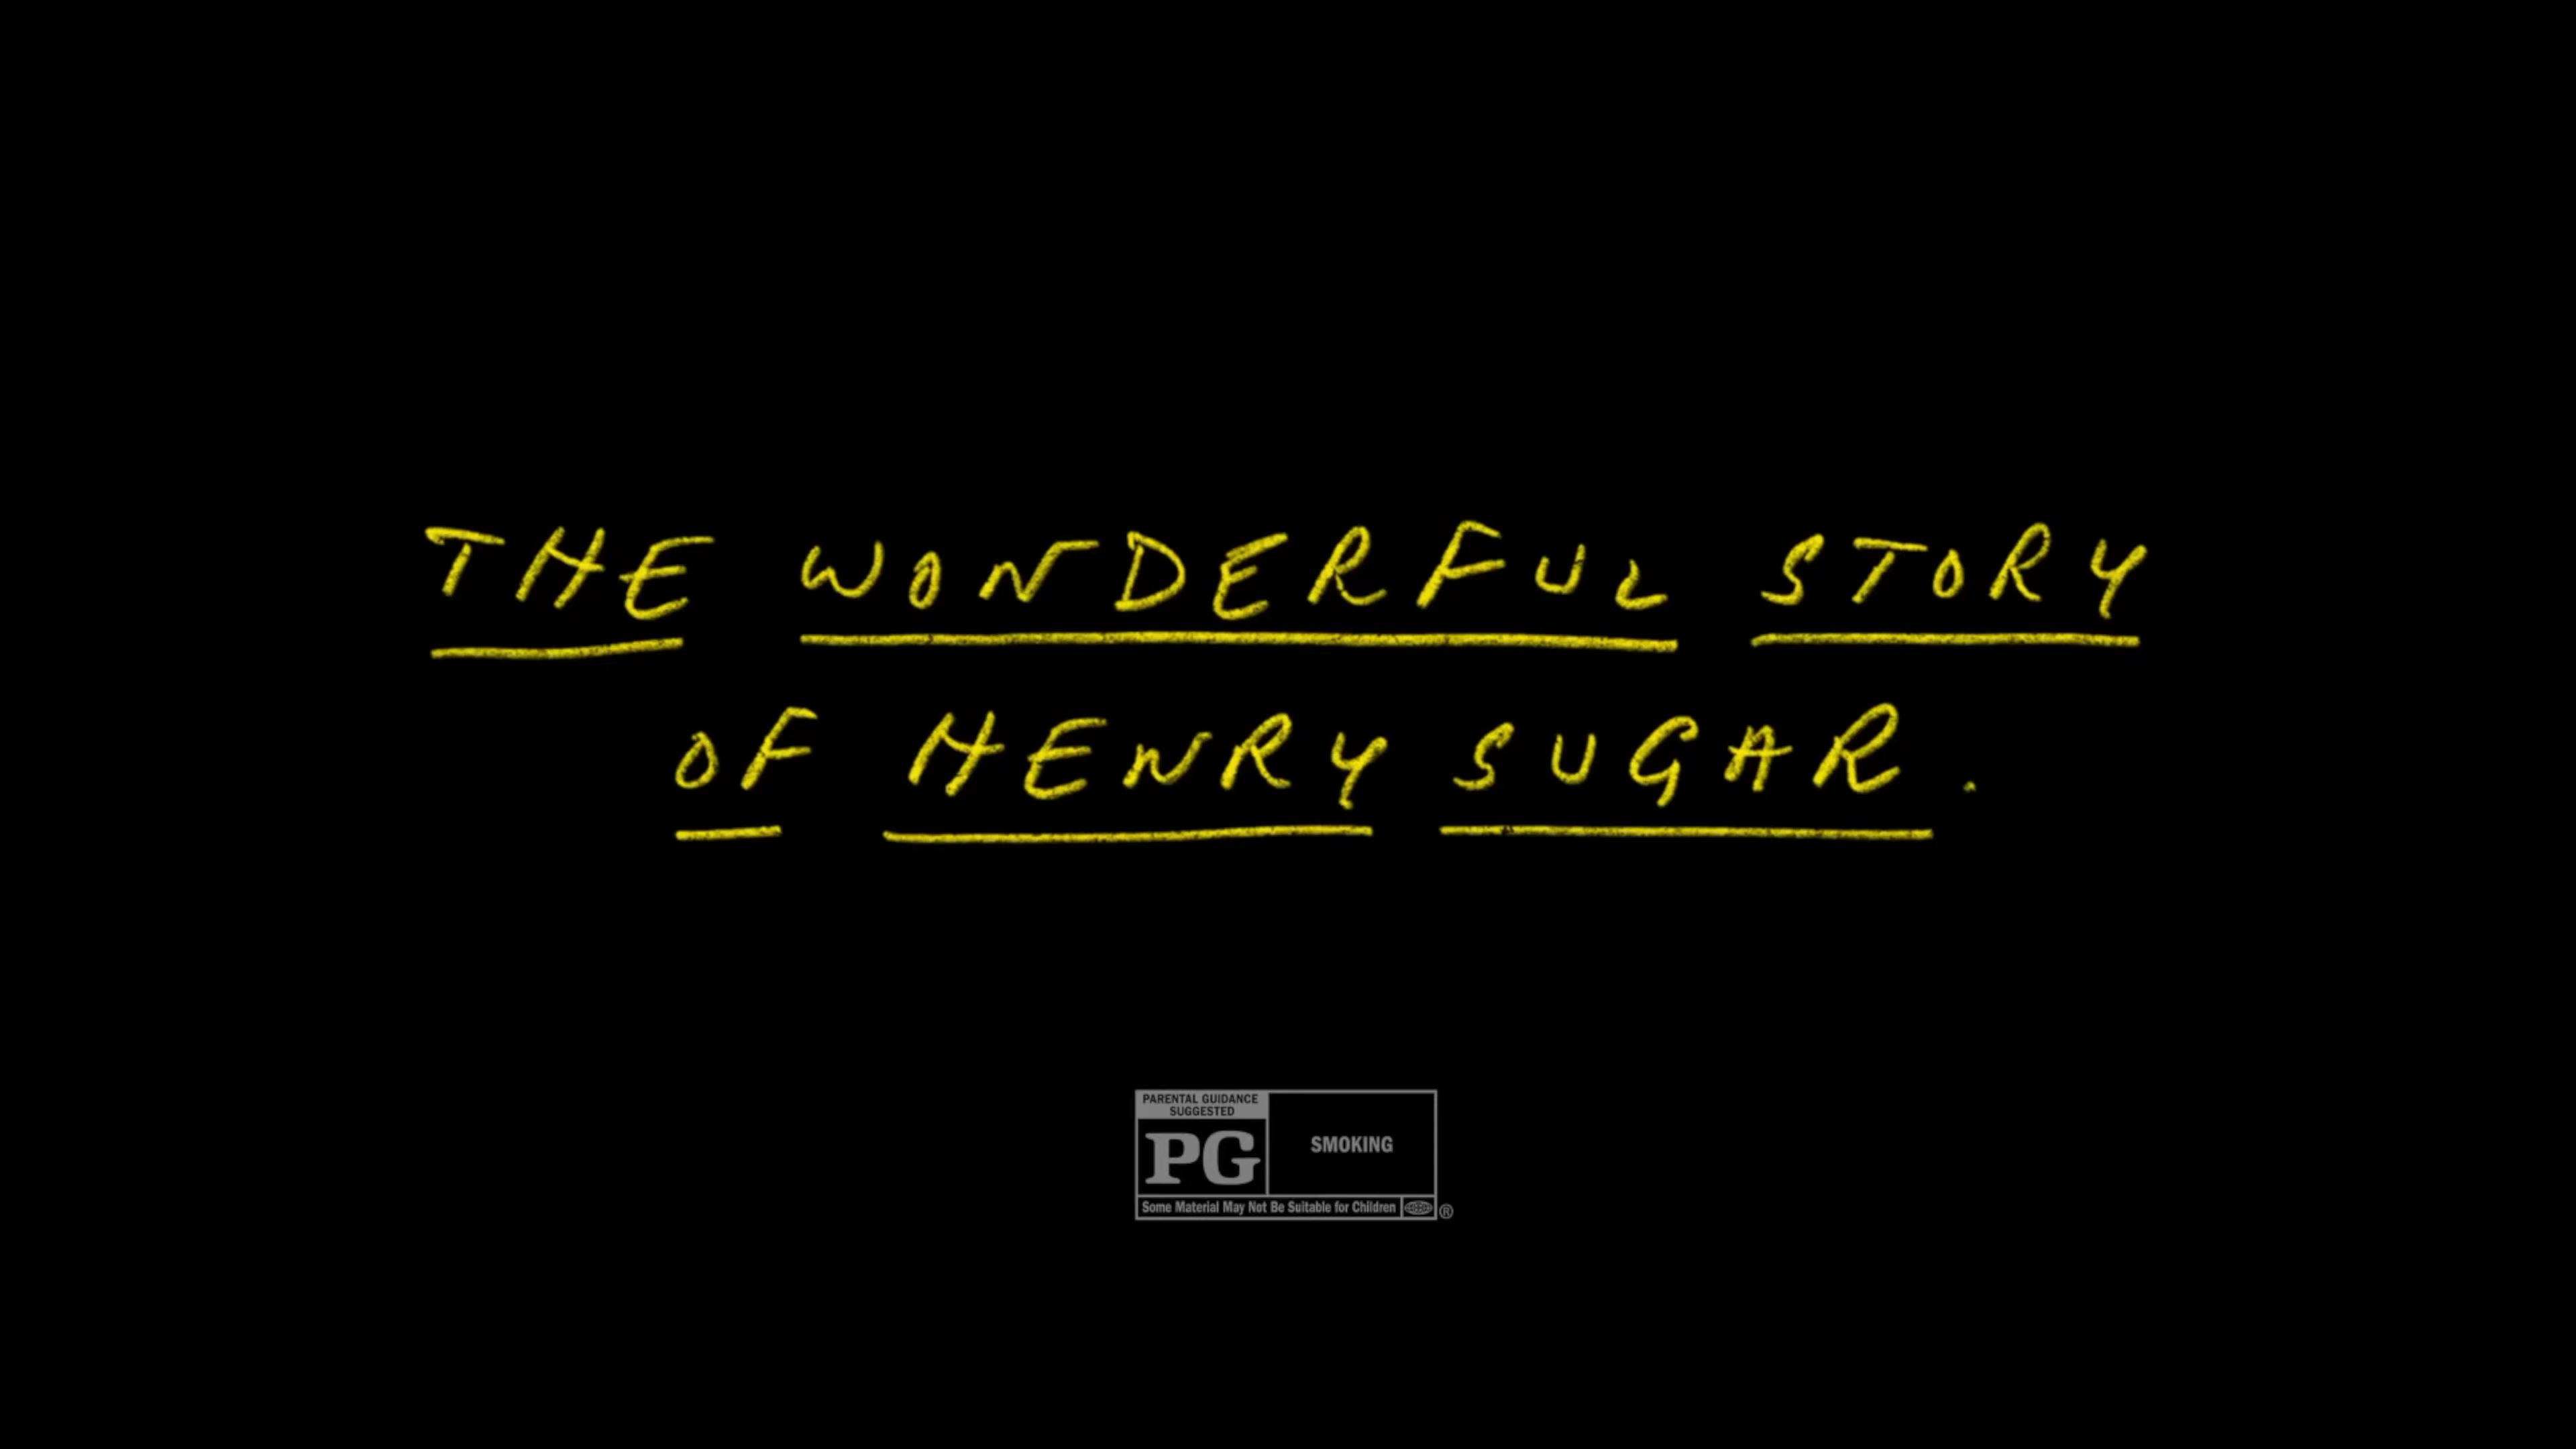 THE WONDERFUL STORY
OF HENRY SUGAR.
PARENTAL GUIDANCE
SUGGESTED
PG
SMOKING
Some Material May Not Be Suitable for Children
®